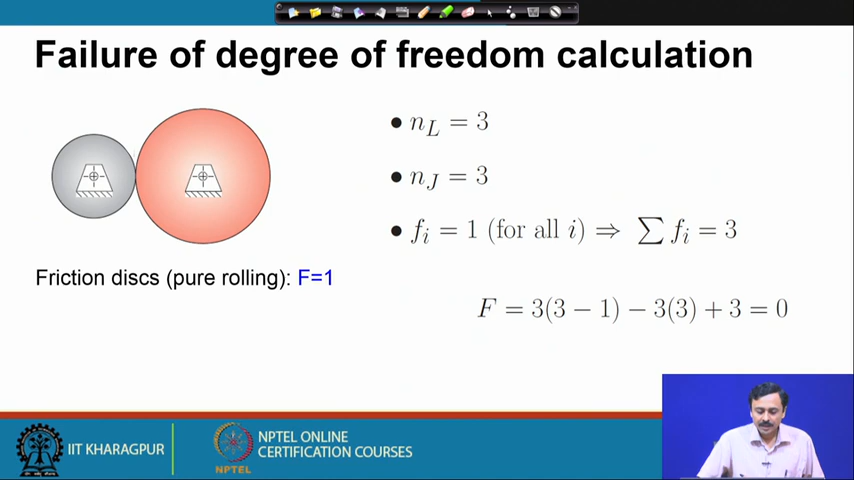 Failure of degree of freedom calculation
• n_L = 3
• n_J = 3
• f_i = 1 (for all i) ⇒ ∑ f_i = 3
Friction discs (pure rolling): F=1
F = 3(3 − 1) − 3(3) + 3 = 0
IIT KHARAGPUR
NPTEL
NPTEL ONLINE
CERTIFICATION COURSES